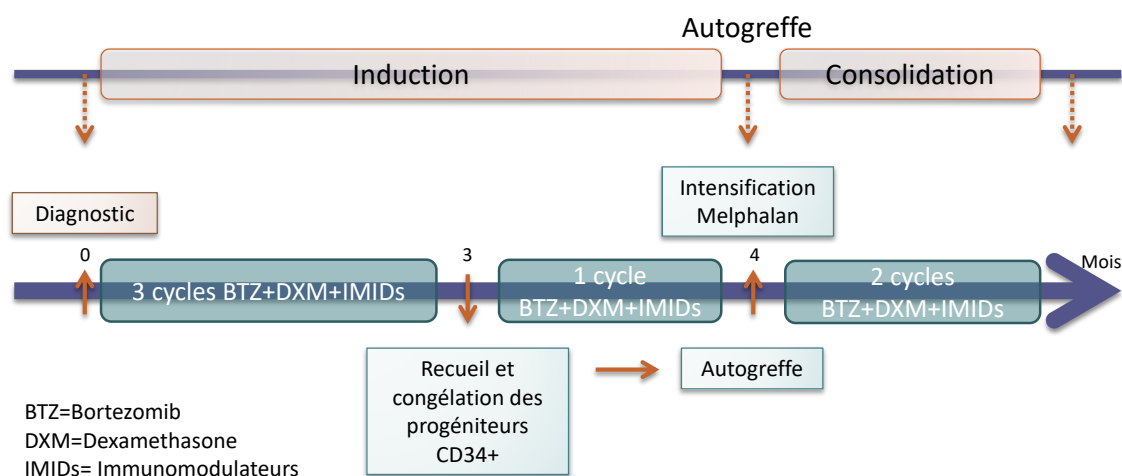 Autogreffe
Induction
Consolidation
Diagnostic
Intensification
Melphalan
0
3
4
Mois
3 cycles BTZ+DXM+IMIDs
1 cycle
BTZ+DXM+IMIDs
2 cycles
BTZ+DXM+IMIDs
Recueil et
congélation des
progéniteurs
CD34+
Autogreffe
BTZ=Bortezomib
DXM=Dexamethasone
IMIDs= Immunomodulateurs